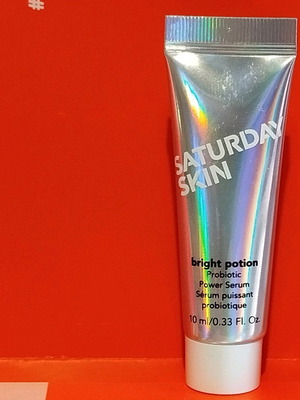 #
SATURDAY
SKIN
bright potion
Probiotic
Power Serum
Sérum puissant
probiotique
10 ml/0.33 Fl. Oz.